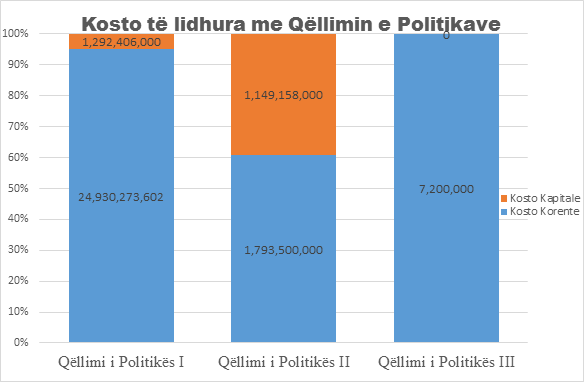 Kosto të lidhura me Qëllimin e Politikave
100%
90%
80%
70%
60%
50%
40%
30%
20%
10%
0%
1,292,406,000
24,930,273,602
1,149,158,000
1,793,500,000
0
7,200,000
Kosto Kapitale
Kosto Korente
Qëllimi i Politikës I
Qëllimi i Politikës II
Qëllimi i Politikës III